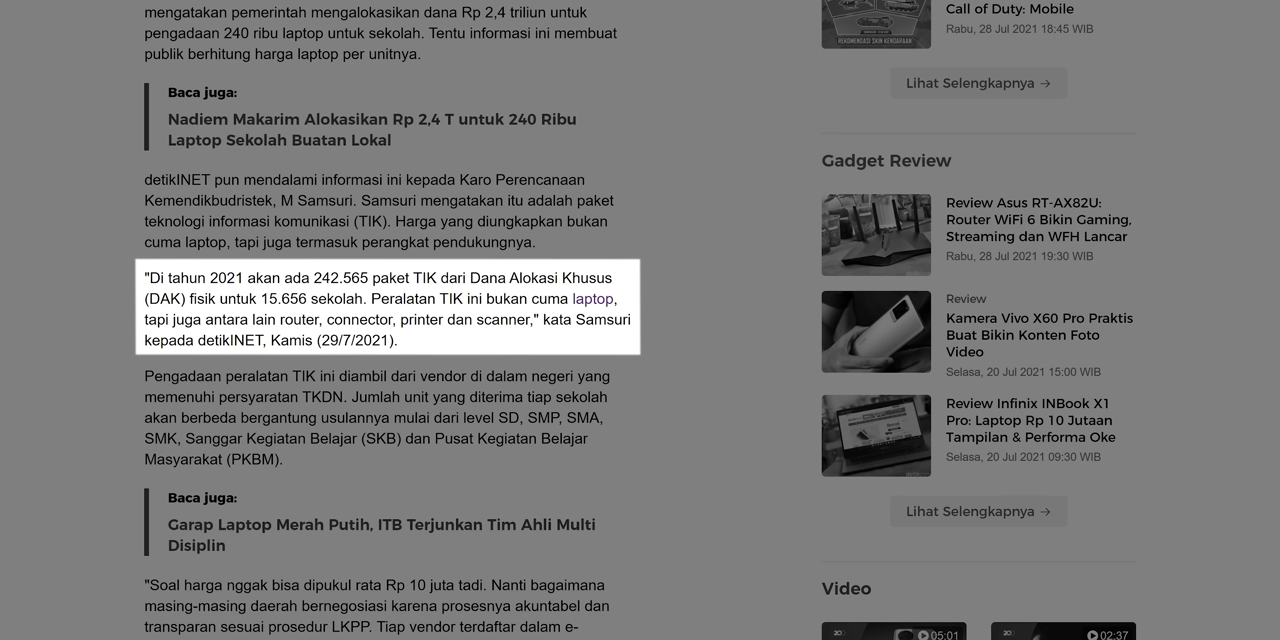 mengatakan pemerintah mengalokasikan dana Rp 2,4 triliun untuk
pengadaan 240 ribu laptop untuk sekolah. Tentu informasi ini membuat
publik berhitung harga laptop per unitnya.
Baca juga:
Nadiem Makarim Alokasikan Rp 2,4 T untuk 240 Ribu
Laptop Sekolah Buatan Lokal
detikINET pun mendalami informasi ini kepada Karo Perencanaan
Kemendikbudristek, M Samsuri. Samsuri mengatakan itu adalah paket
teknologi informasi komunikasi (TIK). Harga yang diungkapkan bukan
cuma laptop, tapi juga termasuk perangkat pendukungnya.
"Di tahun 2021 akan ada 242.565 paket TIK dari Dana Alokasi Khusus
(DAK) fisik untuk 15.656 sekolah. Peralatan TIK ini bukan cuma laptop,
tapi juga antara lain router, connector, printer dan scanner," kata Samsuri
kepada detikINET, Kamis (29/7/2021).
Pengadaan peralatan TIK ini diambil dari vendor di dalam negeri yang
memenuhi persyaratan TKDN. Jumlah unit yang diterima tiap sekolah
akan berbeda bergantung usulannya mulai dari level SD, SMP, SMA,
SMK, Sanggar Kegiatan Belajar (SKB) dan Pusat Kegiatan Belajar
Masyarakat (PKBM).
Baca juga:
Garap Laptop Merah Putih, ITB Terjunkan Tim Ahli Multi
Disiplin
"Soal harga nggak bisa dipukul rata Rp 10 juta tadi. Nanti bagaimana
masing-masing daerah bernegosiasi karena prosesnya akuntabel dan
transparan sesuai prosedur LKPP. Tiap vendor terdaftar dalam e-
REKOMENDASI SKIN KENDARAAN
Call of Duty: Mobile
Rabu, 28 Jul 2021 18:45 WIB
Lihat Selengkapnya →
Gadget Review
Review Asus RT-AX82U:
Router WiFi 6 Bikin Gaming,
Streaming dan WFH Lancar
Rabu, 28 Jul 2021 19:30 WIB
Review
Kamera Vivo X60 Pro Praktis
Buat Bikin Konten Foto
Video
Selasa, 20 Jul 2021 15:00 WIB
Review Infinix INBook X1
Pro: Laptop Rp 10 Jutaan
Tampilan & Performa Oke
Selasa, 20 Jul 2021 09:30 WIB
Lihat Selengkapnya →
Video
05:01
02:37